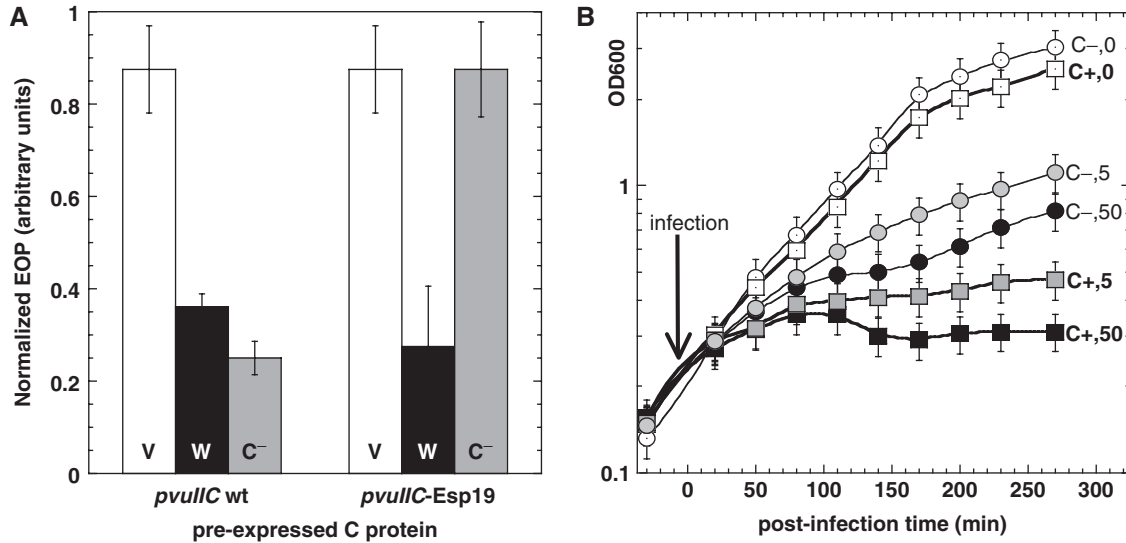 A
Normalized EOP (arbitrary units)
1
0.8
0.6
0.4
0.2
0
V W C⁻ V W C⁻
pvuIIC wt pvuIIC-Esp19
pre-expressed C protein
B
OD600
1
0.1
infection
C−,0
C+,0
C−,5
C−,50
C+,5
C+,50
0 50 100 150 200 250 300
post-infection time (min)